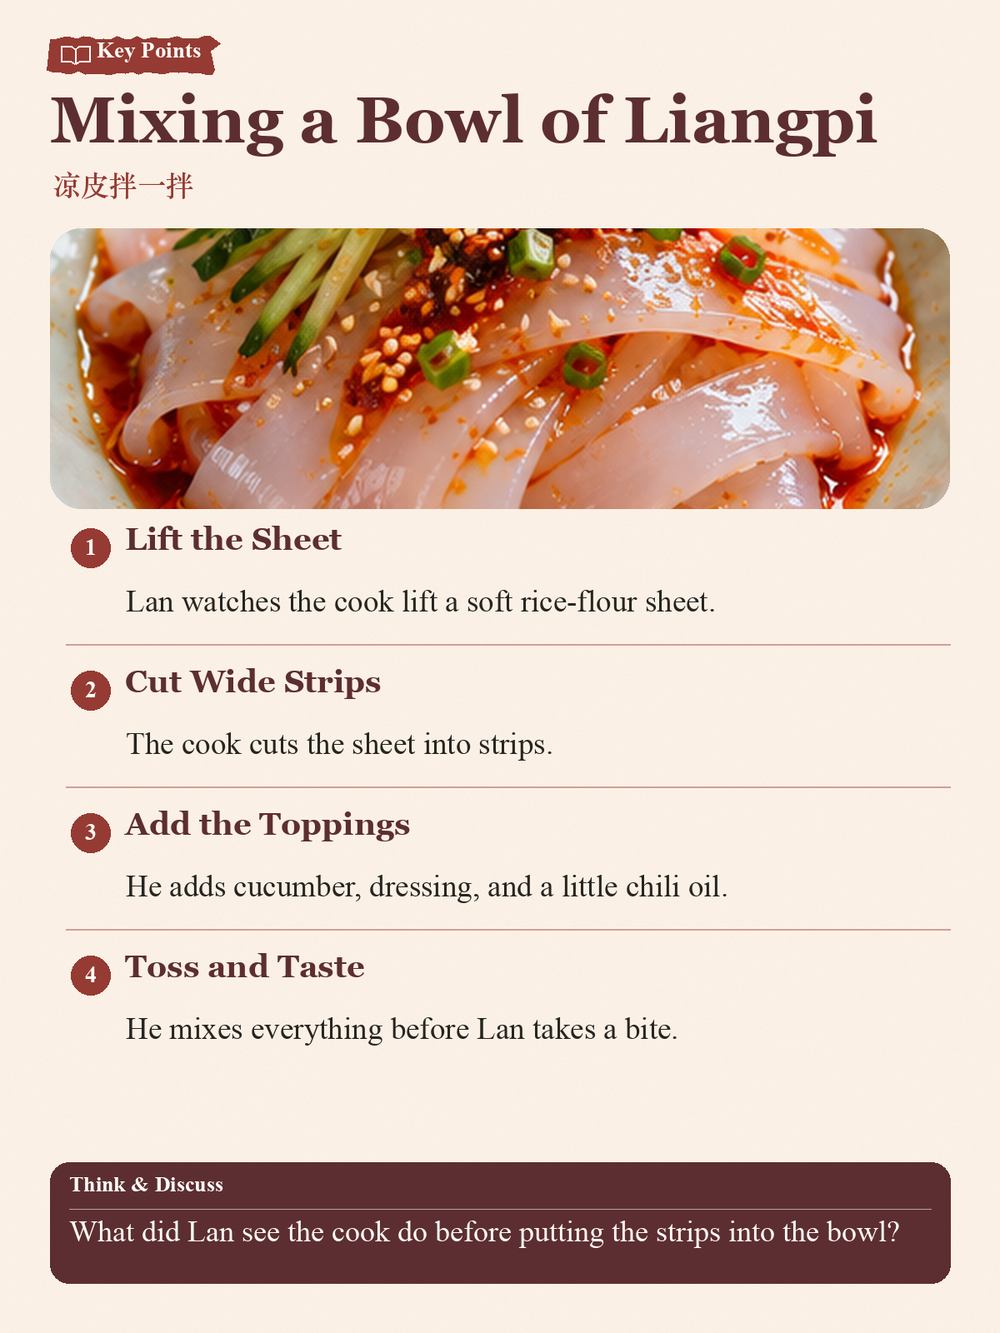 Key Points
Mixing a Bowl of Liangpi
凉皮拌一拌
1 Lift the Sheet
Lan watches the cook lift a soft rice-flour sheet.
2 Cut Wide Strips
The cook cuts the sheet into strips.
3 Add the Toppings
He adds cucumber, dressing, and a little chili oil.
4 Toss and Taste
He mixes everything before Lan takes a bite.
Think & Discuss
What did Lan see the cook do before putting the strips into the bowl?